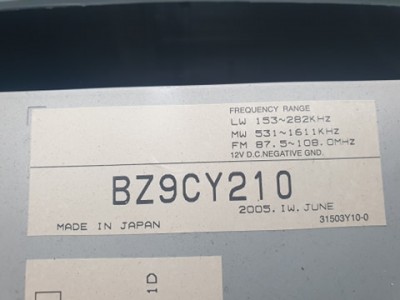 FREQUENCY RANGE
LW 153~282KHz
MW 531~1611KHz
FM 87.5~108.0MHz
12V D.C.NEGATIVE GND.
BZ9CY210
2005.IW.JUNE
MADE IN JAPAN
31503Y10-0
1D